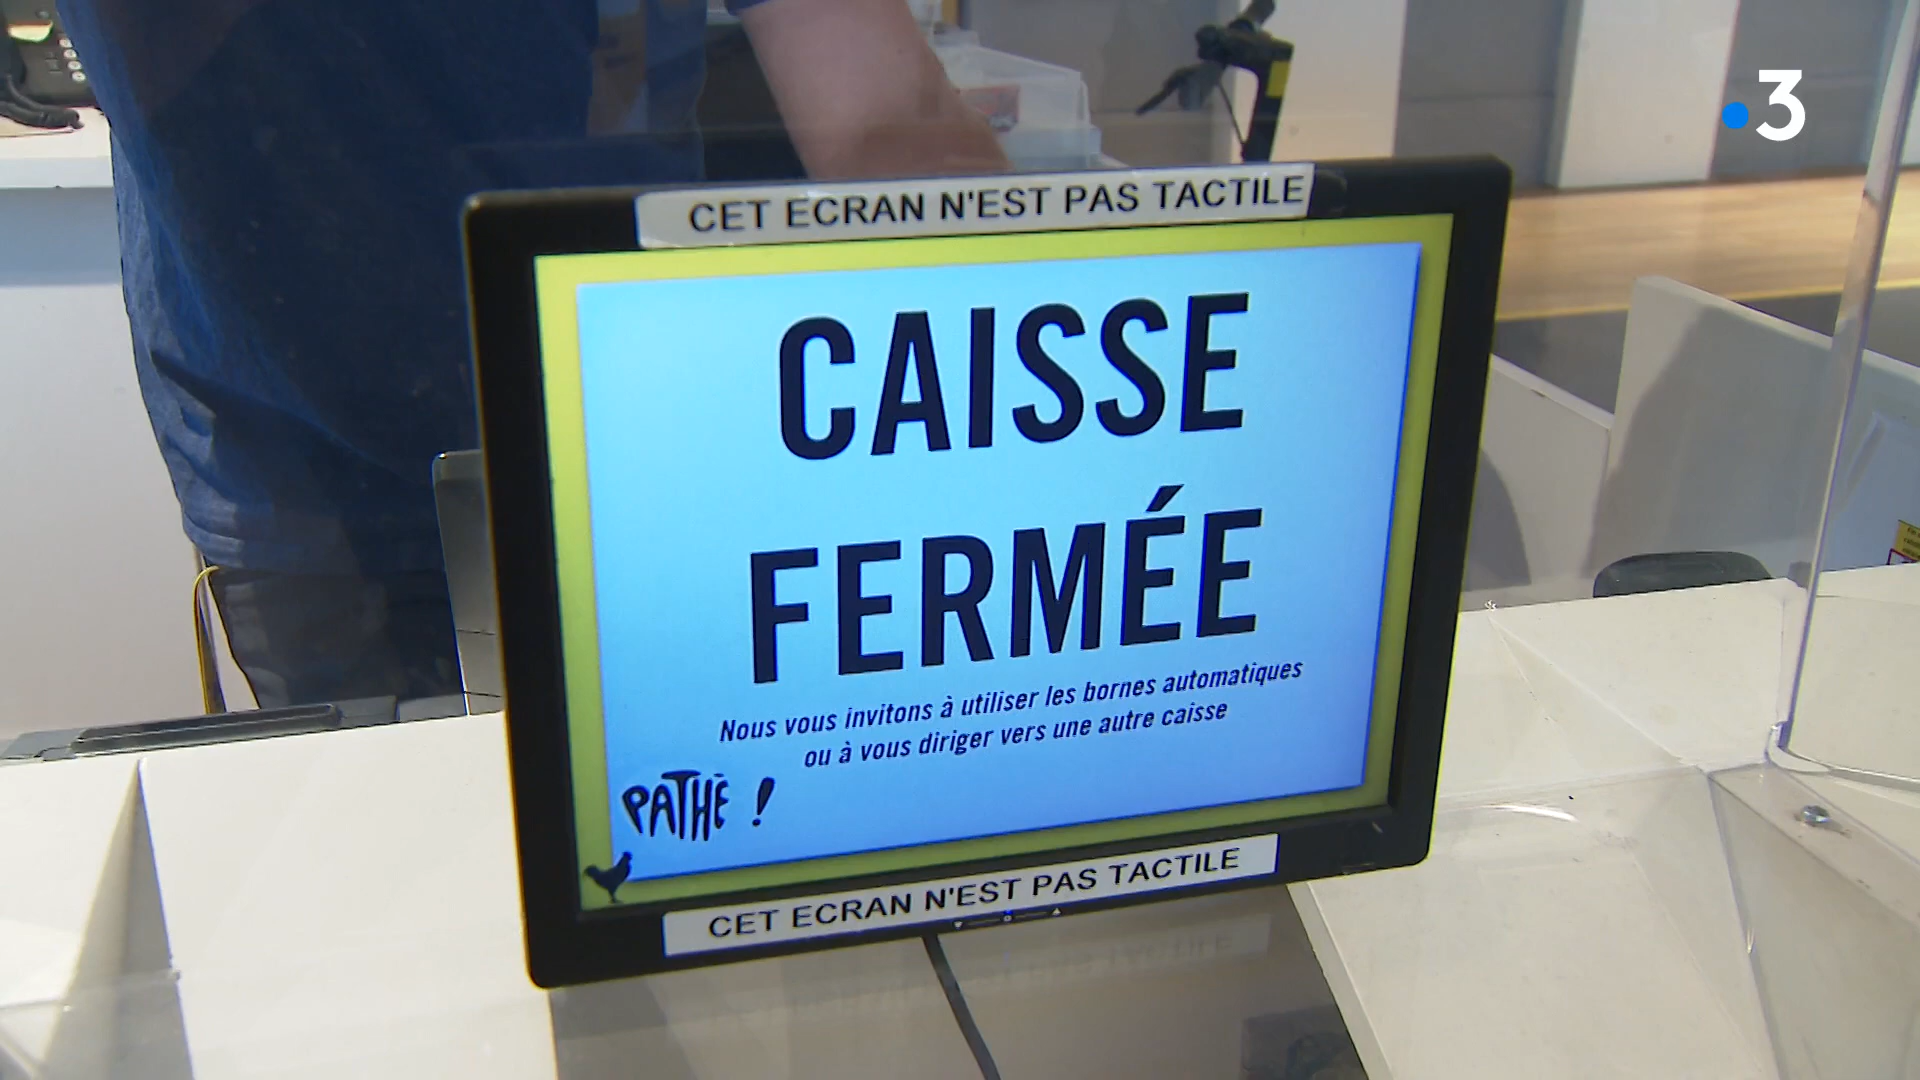 3
CET ECRAN N'EST PAS TACTILE
CAISSE
FERMÉE
Nous vous invitons à utiliser les bornes automatiques
ou à vous diriger vers une autre caisse
PATHĒ !
CET ECRAN N'EST PAS TACTILE